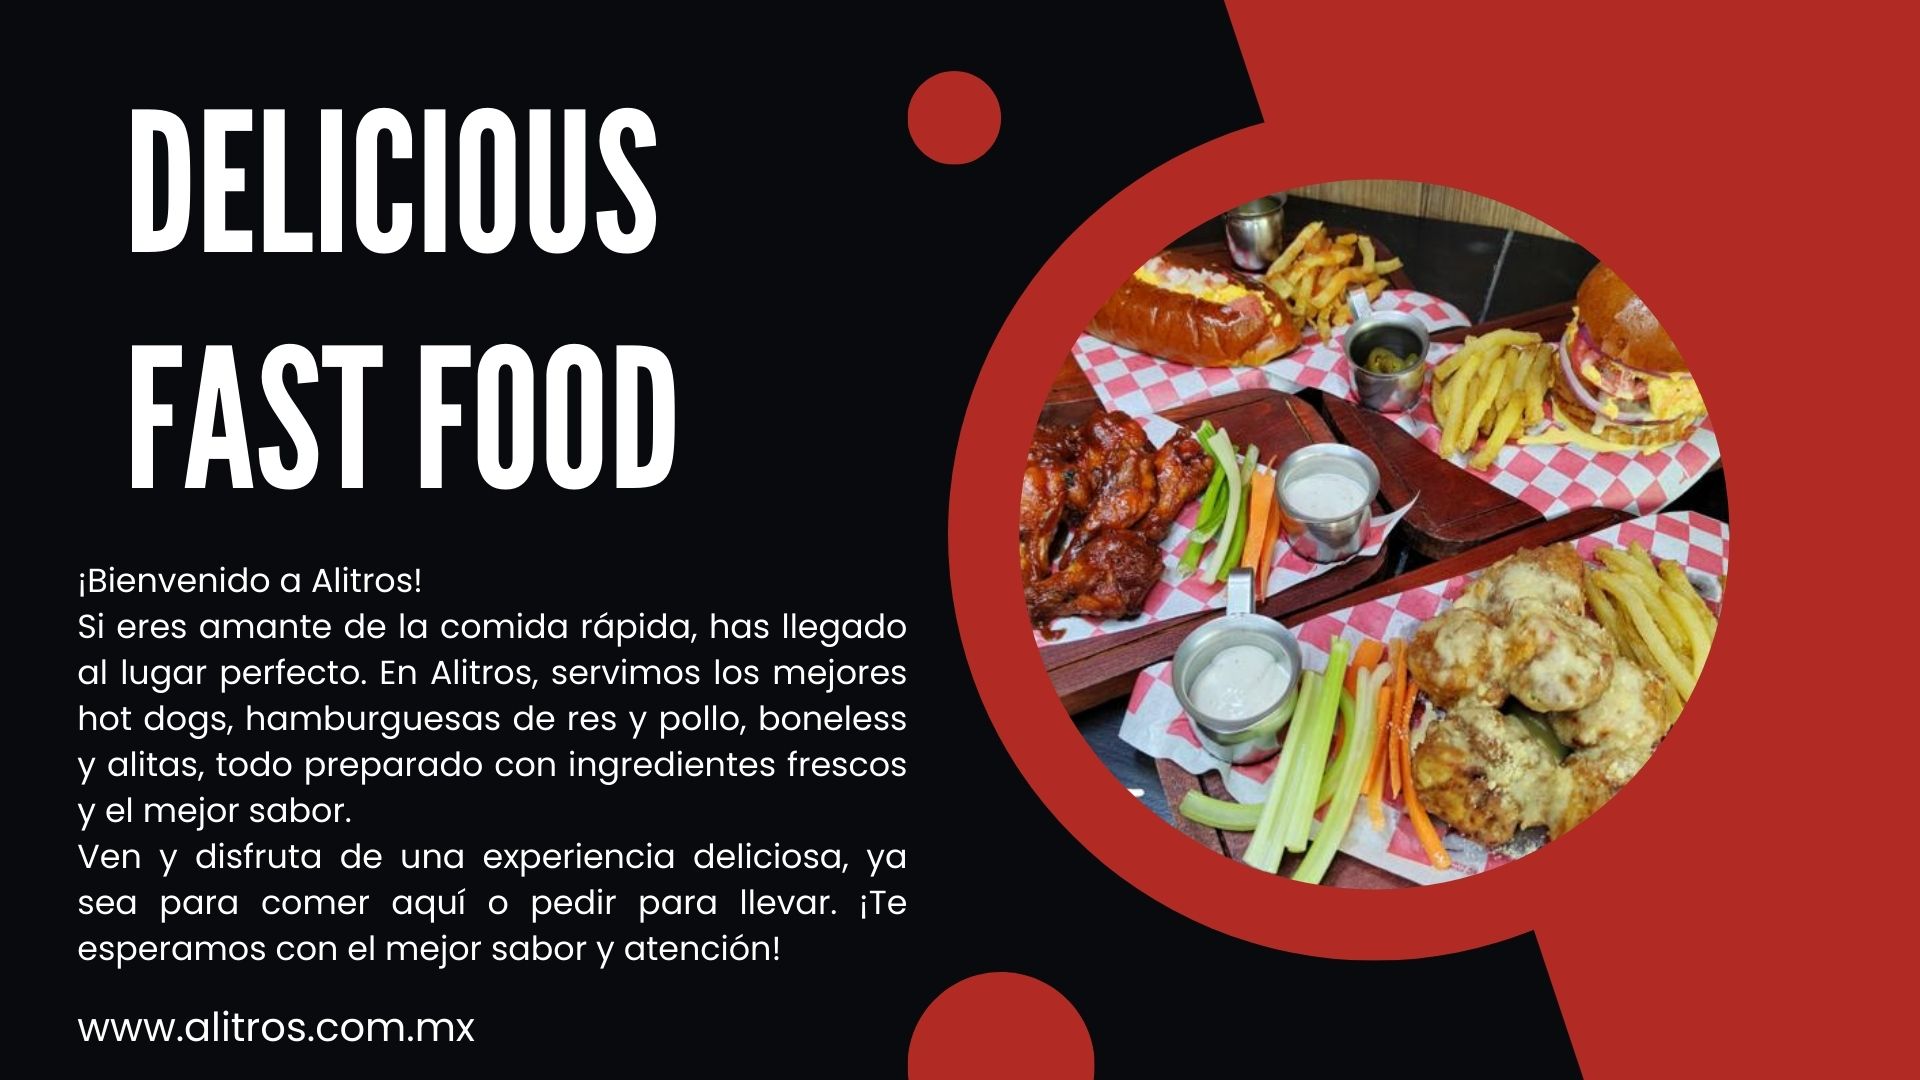 DELICIOUS
FAST FOOD
¡Bienvenido a Alitros!
Si eres amante de la comida rápida, has llegado
al lugar perfecto. En Alitros, servimos los mejores
hot dogs, hamburguesas de res y pollo, boneless
y alitas, todo preparado con ingredientes frescos
y el mejor sabor.
Ven y disfruta de una experiencia deliciosa, ya
sea para comer aquí o pedir para llevar. ¡Te
esperamos con el mejor sabor y atención!
www.alitros.com.mx